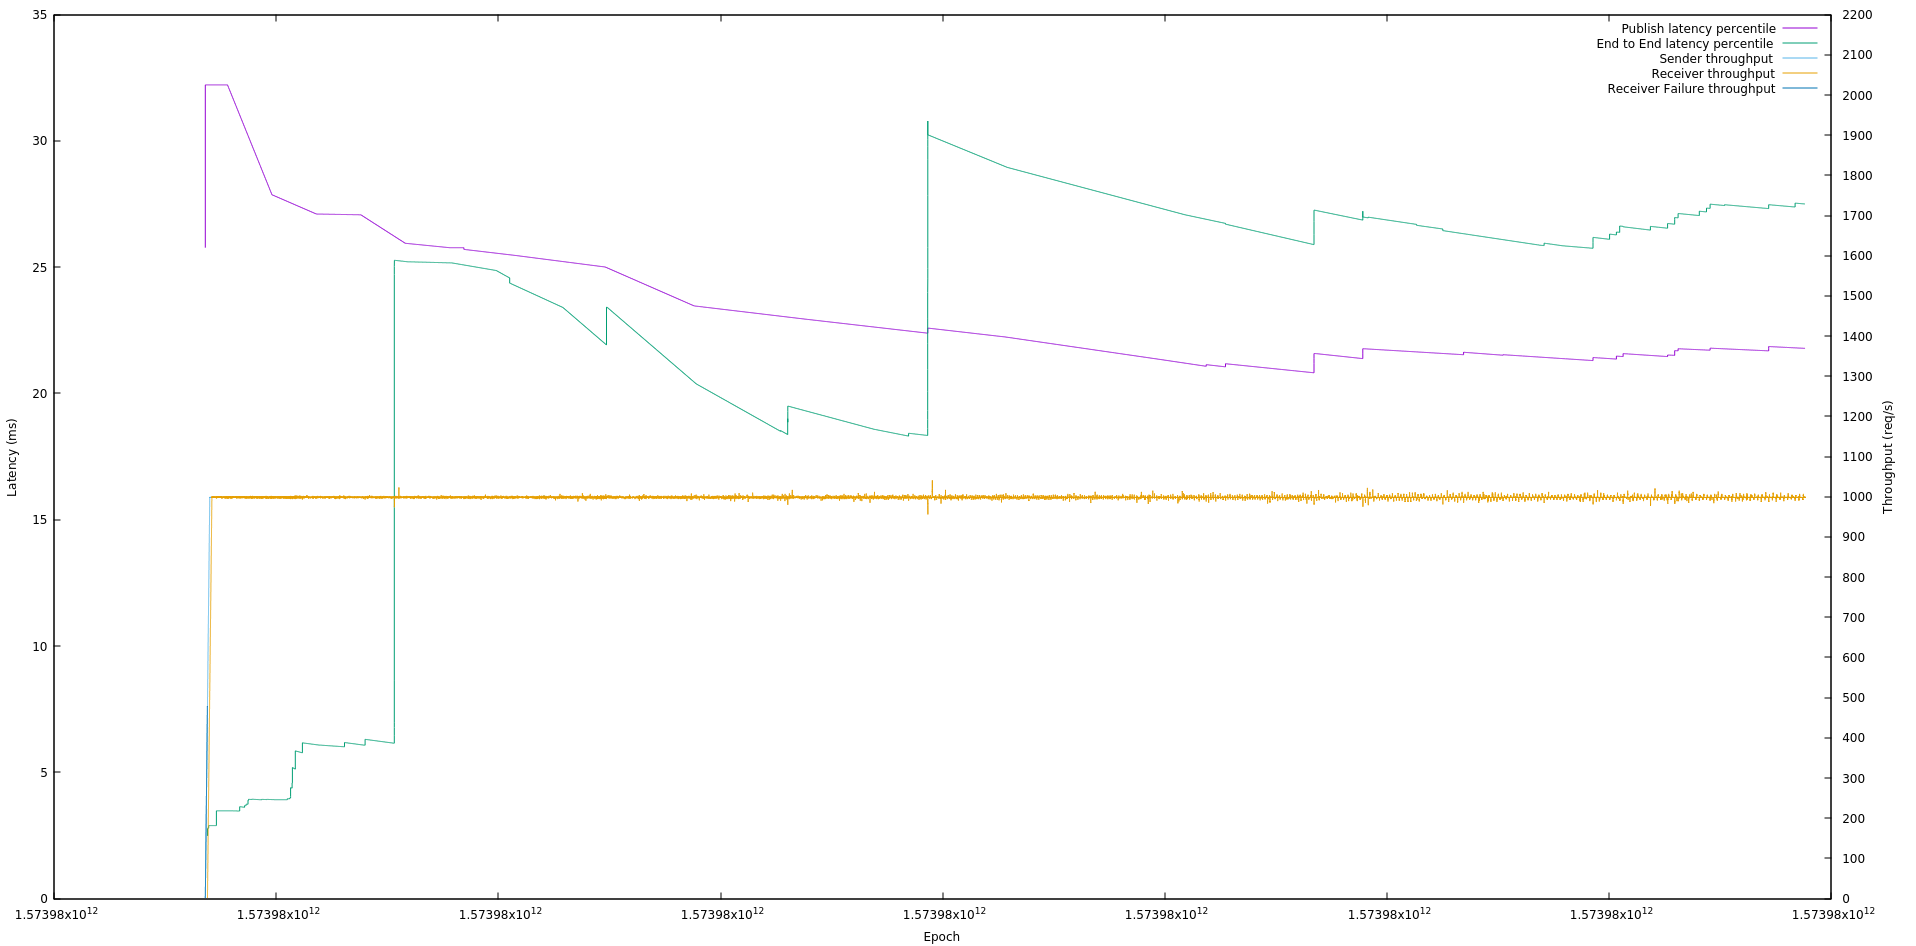 35
30
25
20
15
10
5
0
2200
2100
2000
1900
1800
1700
1600
1500
1400
1300
1200
1100
1000
900
800
700
600
500
400
300
200
100
0
Publish latency percentile
End to End latency percentile
Sender throughput
Receiver throughput
Receiver Failure throughput
Latency (ms)
Throughput (req/s)
1.57398x10¹²
1.57398x10¹²
1.57398x10¹²
1.57398x10¹²
1.57398x10¹²
1.57398x10¹²
1.57398x10¹²
1.57398x10¹²
1.57398x10¹²
Epoch